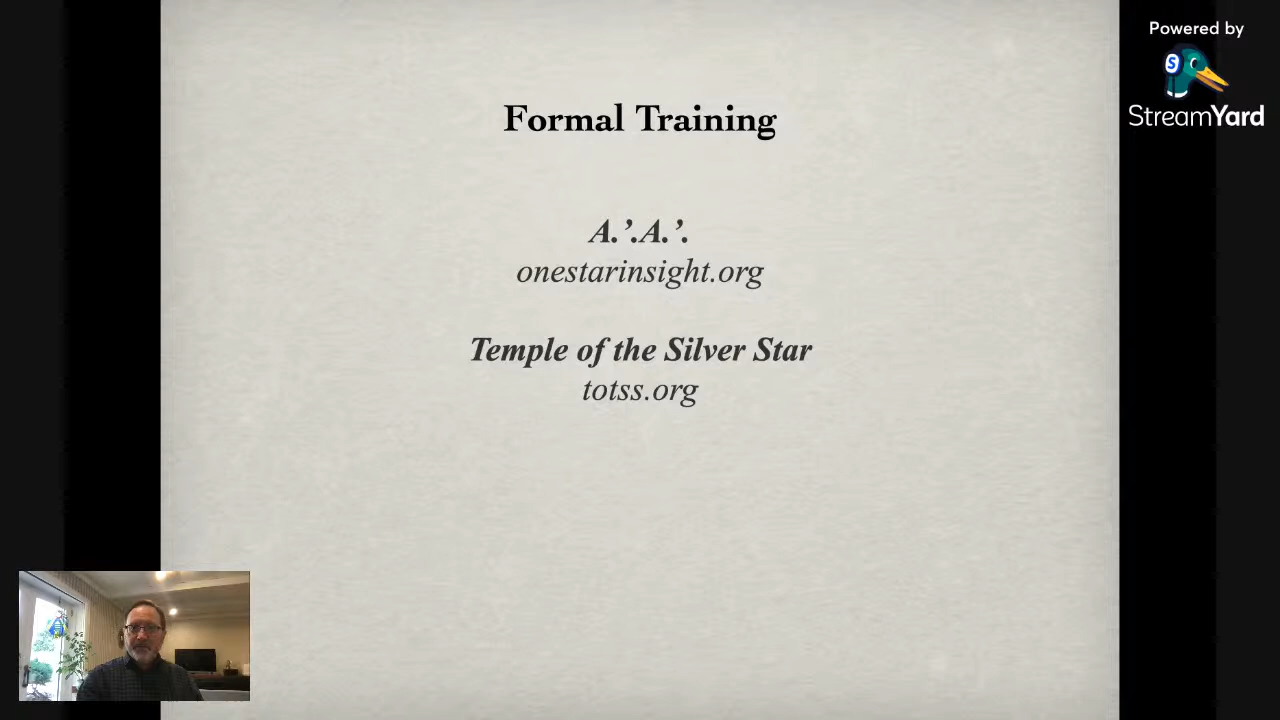 Formal Training
A.’.A.’.
onestarinsight.org
Temple of the Silver Star
totss.org
Powered by
S
StreamYard